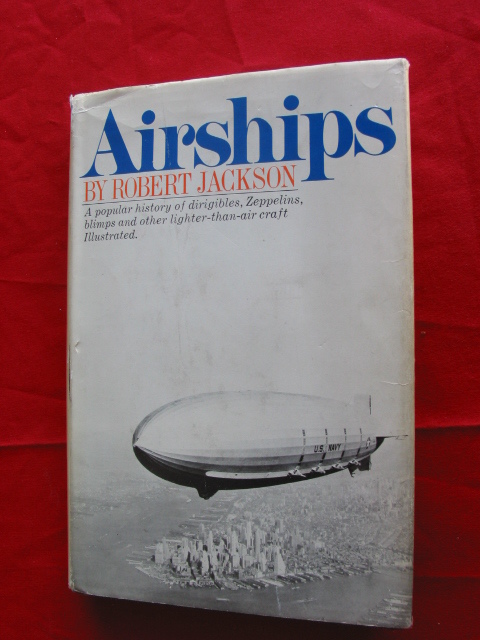 Airships
BY ROBERT JACKSON
A popular history of dirigibles, Zeppelins,
blimps and other lighter-than-air craft
Illustrated.
U.S. NAVY